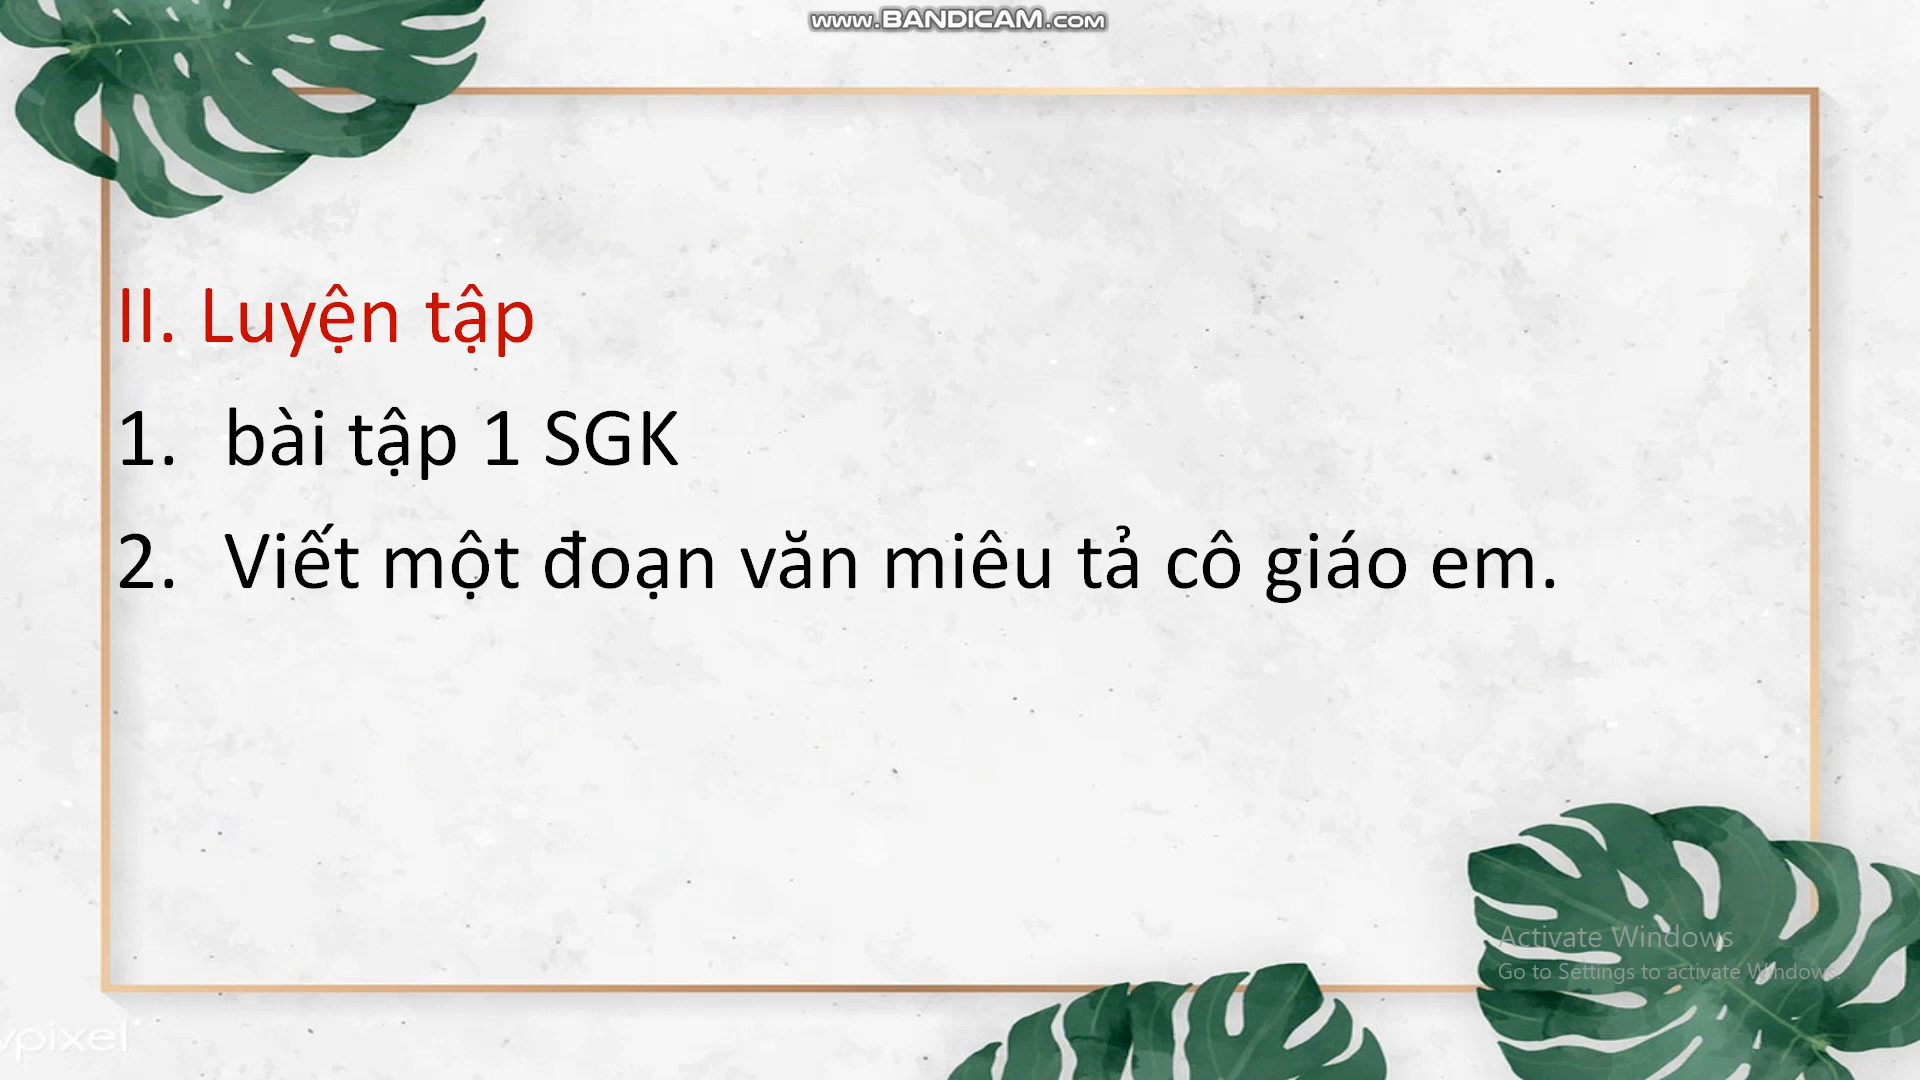 www.BANDICAM.com
II. Luyện tập
1. bài tập 1 SGK
2. Viết một đoạn văn miêu tả cô giáo em.
Activate Windows
Go to Settings to activate Windows.
vpixel